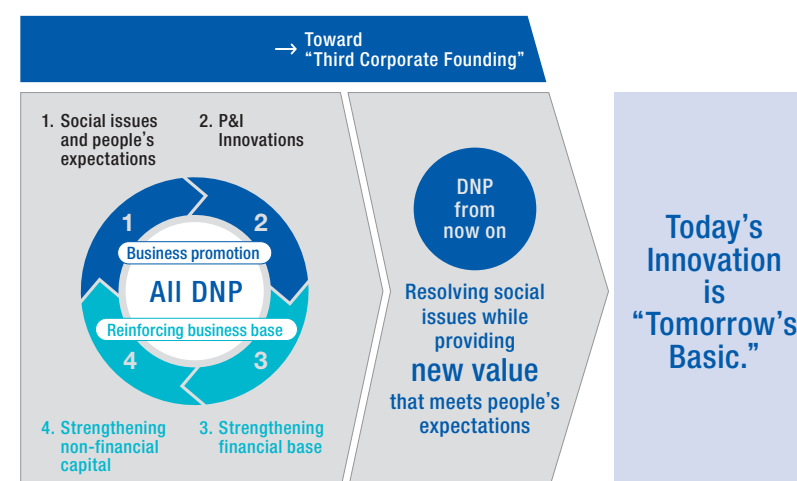 → Toward
“Third Corporate Founding”
1. Social issues
and people’s
expectations
2. P&I
Innovations
1
2
Business promotion
All DNP
Reinforcing business base
4
3
4. Strengthening
non-financial
capital
3. Strengthening
financial base
DNP
from
now on
Resolving social
issues while
providing
new value
that meets people’s
expectations
Today’s
Innovation
is
“Tomorrow’s
Basic.”